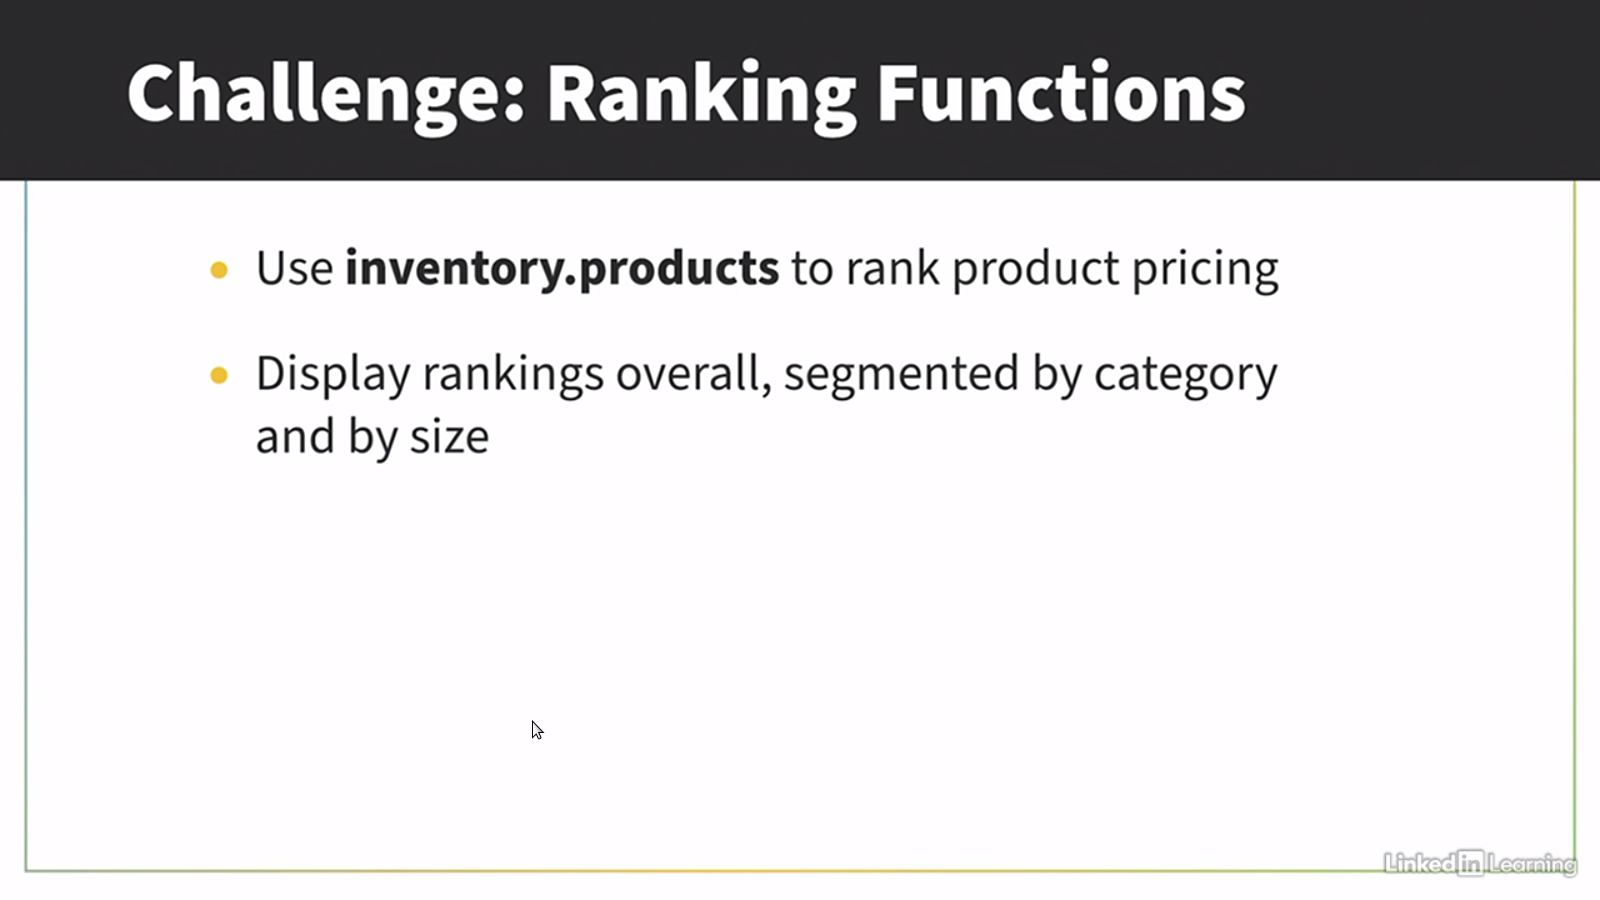 Challenge: Ranking Functions
Use inventory.products to rank product pricing
Display rankings overall, segmented by category
and by size
Linked in Learning